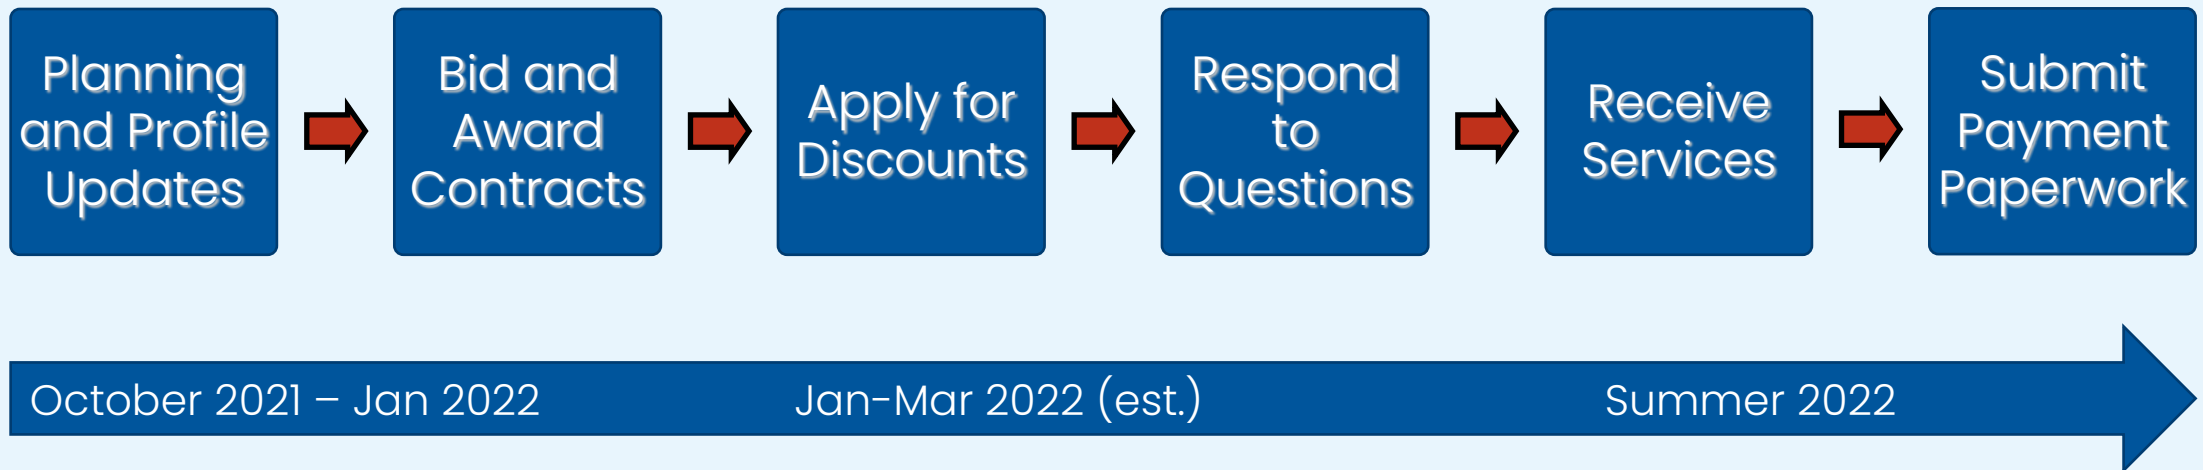 Planning
and Profile
Updates
Bid and
Award
Contracts
Apply for
Discounts
Respond
to
Questions
Receive
Services
Submit
Payment
Paperwork
October 2021 – Jan 2022
Jan-Mar 2022 (est.)
Summer 2022